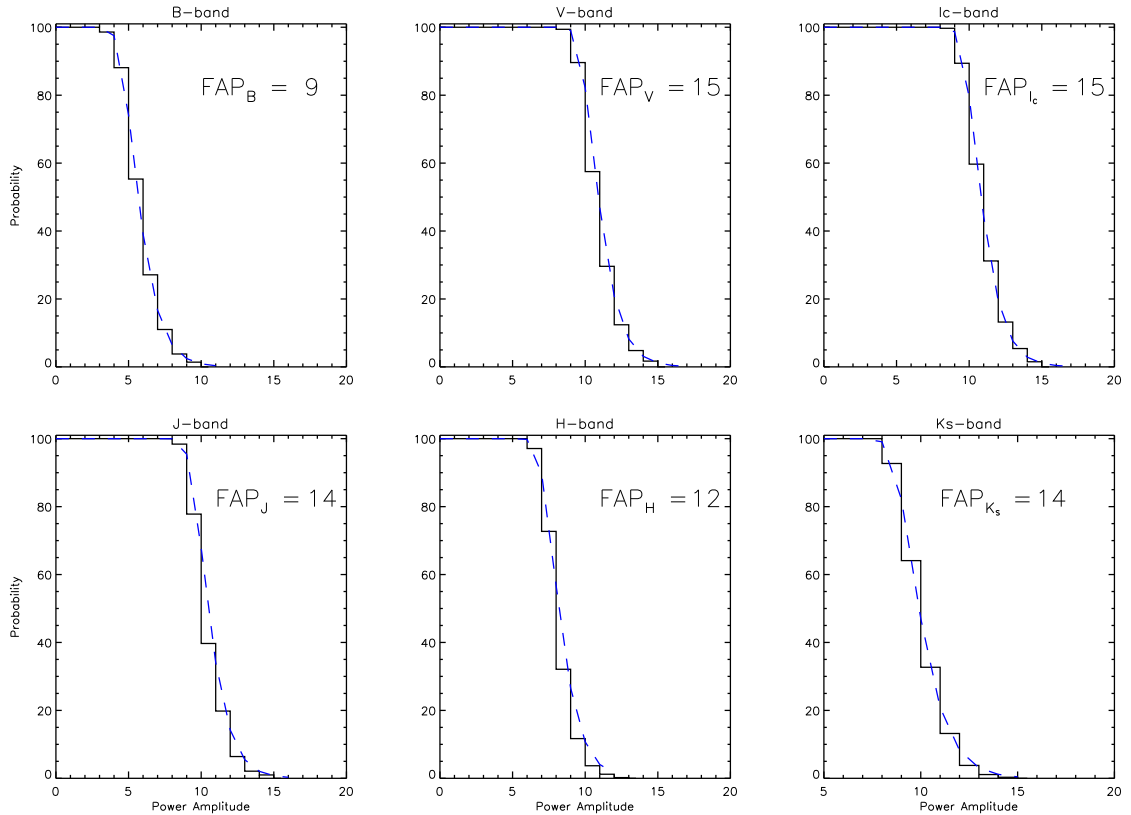 B-band
V-band
Ic-band
100
80
60
40
20
0
Probability
FAP_B = 9
0 5 10 15 20
100
80
60
40
20
0
FAP_V = 15
0 5 10 15 20
100
80
60
40
20
0
FAP_Ic = 15
0 5 10 15 20
J-band
H-band
Ks-band
100
80
60
40
20
0
Probability
FAP_J = 14
0 5 10 15 20
Power Amplitude
100
80
60
40
20
0
FAP_H = 12
0 5 10 15 20
Power Amplitude
100
80
60
40
20
0
FAP_Ks = 14
5 10 15 20
Power Amplitude